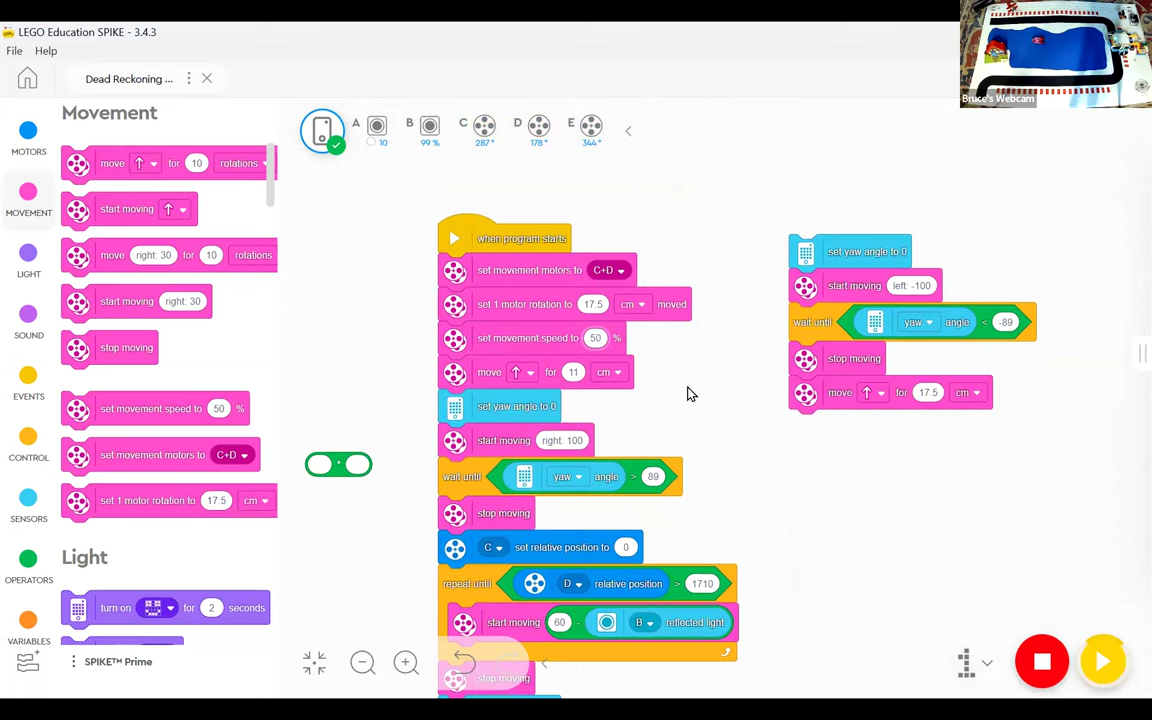 LEGO Education SPIKE - 3.4.3
File Help
Dead Reckoning ...
Bruce's Webcam
Movement
MOTORS
MOVEMENT
LIGHT
SOUND
EVENTS
CONTROL
SENSORS
OPERATORS
VARIABLES
move for 10 rotations
start moving
move right: 30 for 10 rotations
start moving right: 30
stop moving
set movement speed to 50 %
set movement motors to C+D
set 1 motor rotation to 17.5 cm
Light
turn on for 2 seconds
SPIKE™ Prime
A 10
B 99 %
C 287°
D 178°
E 344°
when program starts
set movement motors to C+D
set 1 motor rotation to 17.5 cm moved
set movement speed to 50 %
move for 11 cm
set yaw angle to 0
start moving right: 100
wait until yaw angle > 89
stop moving
C set relative position to 0
repeat until D relative position > 1710
start moving 60 - B reflected light
stop moving
set yaw angle to 0
start moving left: -100
wait until yaw angle < -89
stop moving
move for 17.5 cm
1